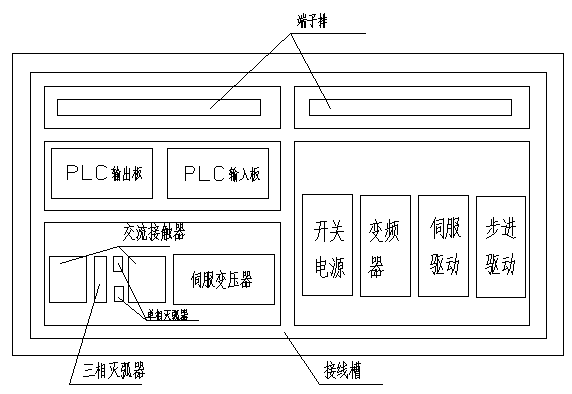 端子排
PLC输出板
PLC输入板
开关
电源
变频
器
伺服
驱动
步进
驱动
交流接触器
伺服变压器
单相灭弧器
三相灭弧器
接线槽